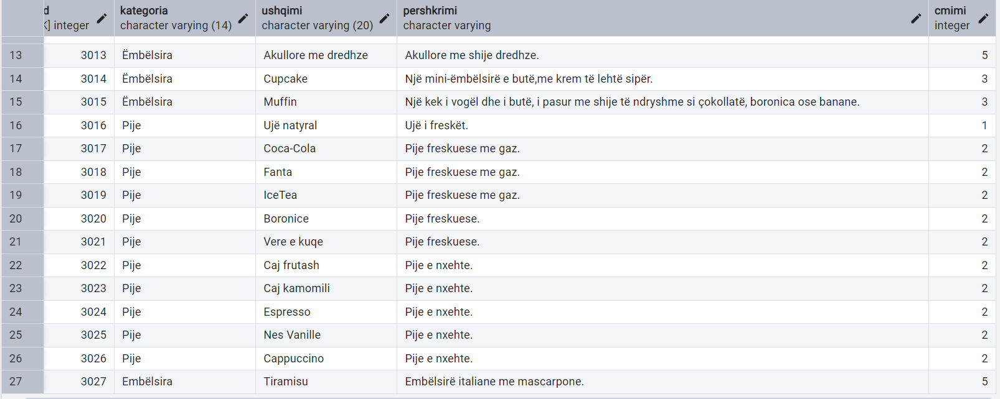 d kategoria ushqimi pershkrimi cmimi
K] integer character varying (14) character varying (20) character varying integer
13 3013 Ëmbëlsira Akullore me dredhze Akullore me shije dredhze. 5
14 3014 Ëmbëlsira Cupcake Një mini-ëmbëlsirë e butë,me krem të lehtë sipër. 3
15 3015 Ëmbëlsira Muffin Një kek i vogël dhe i butë, i pasur me shije të ndryshme si çokollatë, boronica ose banane. 3
16 3016 Pije Ujë natyral Ujë i freskët. 1
17 3017 Pije Coca-Cola Pije freskuese me gaz. 2
18 3018 Pije Fanta Pije freskuese me gaz. 2
19 3019 Pije IceTea Pije freskuese me gaz. 2
20 3020 Pije Boronice Pije freskuese. 2
21 3021 Pije Vere e kuqe Pije freskuese. 2
22 3022 Pije Caj frutash Pije e nxehte. 2
23 3023 Pije Caj kamomili Pije e nxehte. 2
24 3024 Pije Espresso Pije e nxehte. 2
25 3025 Pije Nes Vanille Pije e nxehte. 2
26 3026 Pije Cappuccino Pije e nxehte. 2
27 3027 Embëlsira Tiramisu Embëlsirë italiane me mascarpone. 5